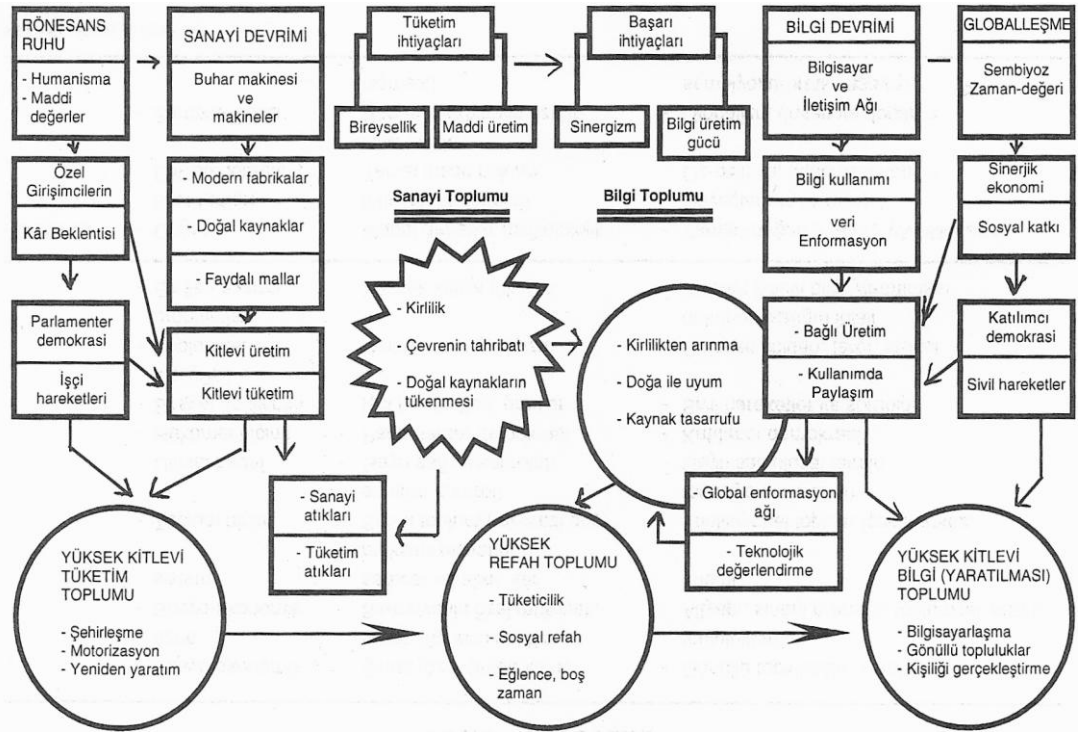 RÖNESANS
RUHU
- Humanisma
- Maddi
değerler
SANAYİ DEVRİMİ
Buhar makinesi
ve
makineler
Tüketim
ihtiyaçları
Bireysellik
Maddi üretim
Başarı
ihtiyaçları
Sinergizm
Bilgi üretim
gücü
BİLGİ DEVRİMİ
Bilgisayar
ve
İletişim Ağı
GLOBALLEŞME
Sembiyoz
Zaman-değeri
Özel
Girişimcilerin
Kâr Beklentisi
- Modern fabrikalar
- Doğal kaynaklar
- Faydalı mallar
Sanayi Toplumu
Bilgi Toplumu
Bilgi kullanımı
veri
Enformasyon
Sinerjik
ekonomi
Sosyal katkı
Parlamenter
demokrasi
İşçi
hareketleri
Kitlevi üretim
Kitlevi tüketim
- Kirlilik
- Çevrenin tahribatı
- Doğal kaynakların
tükenmesi
- Kirlilikten arınma
- Doğa ile uyum
- Kaynak tasarrufu
- Bağlı Üretim
- Kullanımda
Paylaşım
Katılımcı
demokrasi
Sivil hareketler
- Sanayi
atıkları
- Tüketim
atıkları
- Global enformasyon
ağı
- Teknolojik
değerlendirme
YÜKSEK KİTLEVİ
TÜKETİM
TOPLUMU
- Şehirleşme
- Motorizasyon
- Yeniden yaratım
YÜKSEK
REFAH TOPLUMU
- Tüketicilik
- Sosyal refah
- Eğlence, boş
zaman
YÜKSEK KİTLEVİ
BİLGİ (YARATILMASI)
TOPLUMU
- Bilgisayarlaşma
- Gönüllü topluluklar
- Kişiliği gerçekleştirme